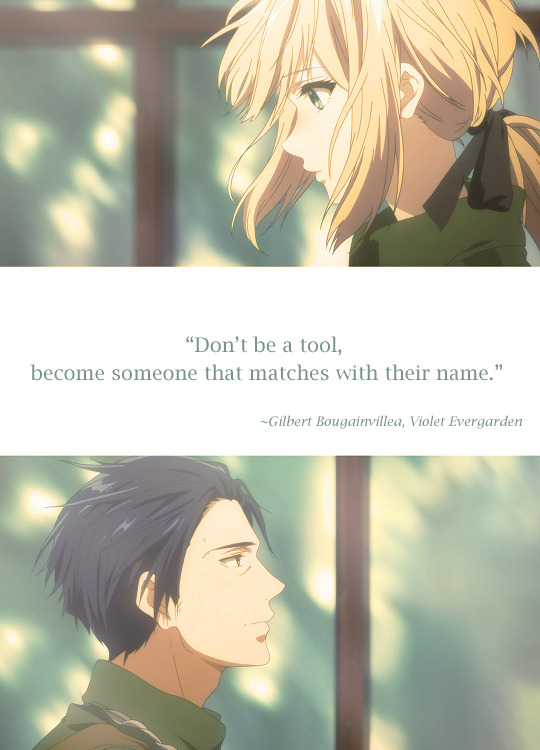 “Don’t be a tool,
become someone that matches with their name.”
~Gilbert Bougainvillea, Violet Evergarden